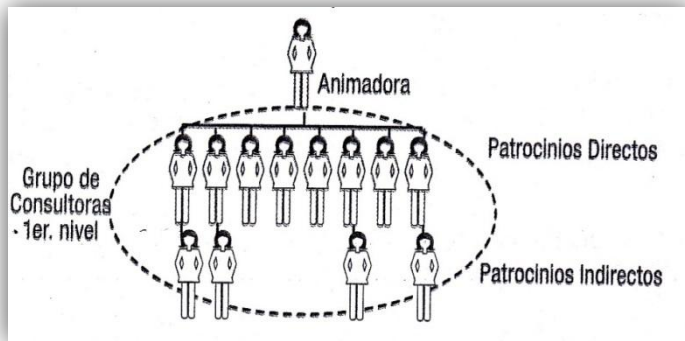 Animadora
Patrocinios Directos
Grupo de
Consultoras
- 1er. nivel
Patrocinios Indirectos